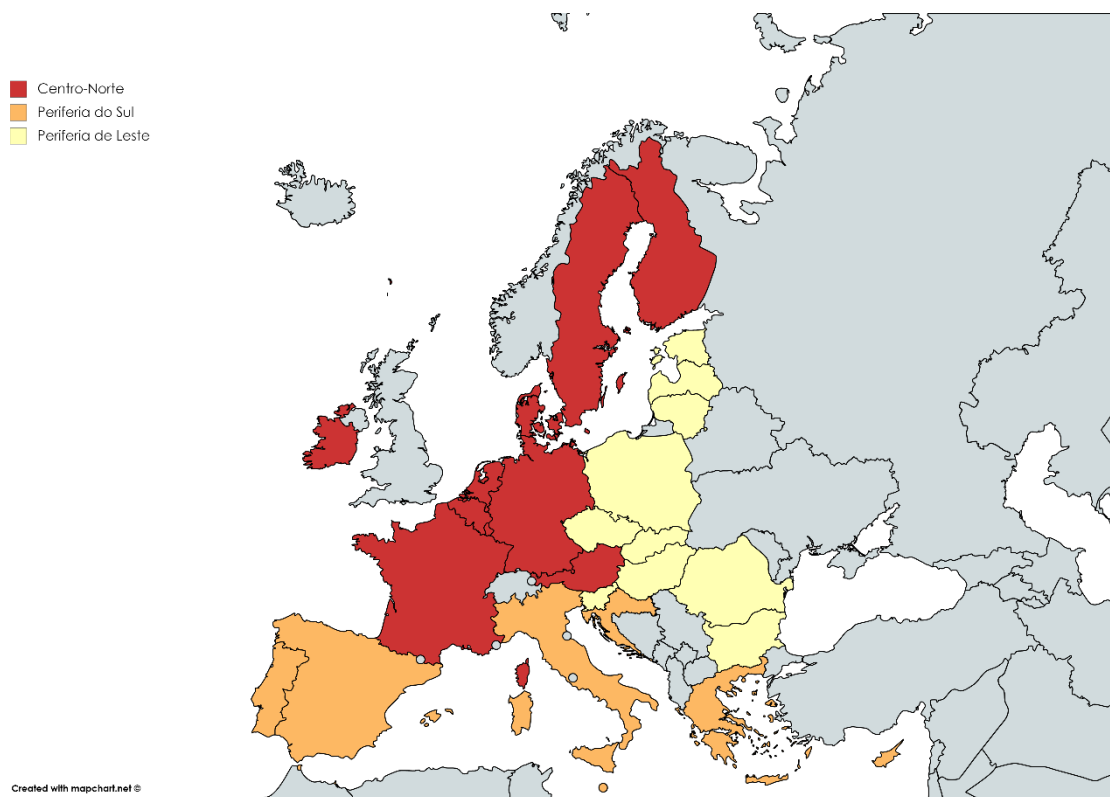 Centro-Norte
Periferia do Sul
Periferia de Leste
Created with mapchart.net ©